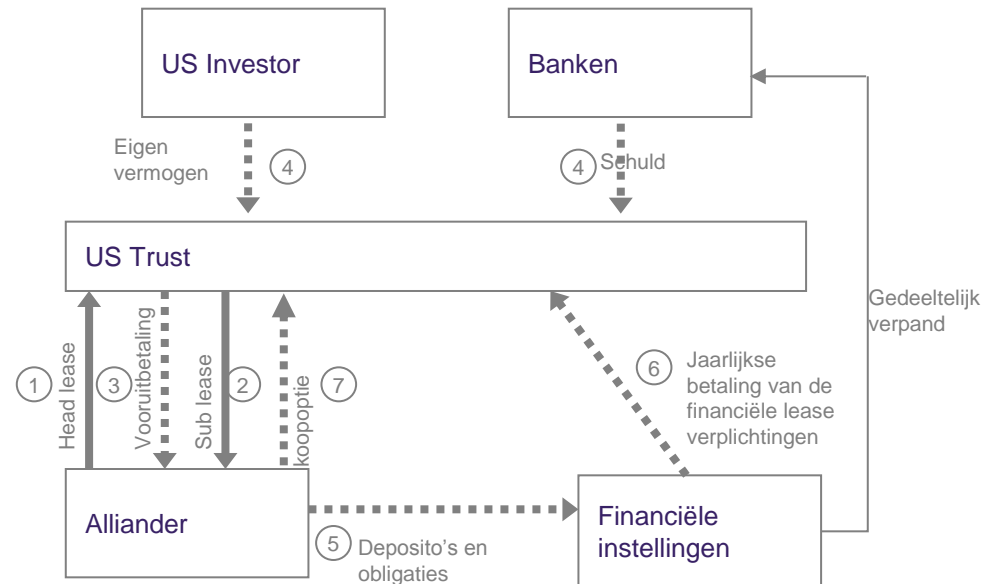 US Investor
Banken
Eigen
vermogen
4
4
Schuld
US Trust
Gedeeltelijk
verpand
1
Head lease
3
Vooruitbetaling
Sub lease
2
koopoptie
7
6
Jaarlijkse
betaling van de
financiële lease
verplichtingen
Alliander
Financiële
instellingen
5
Deposito’s en
obligaties